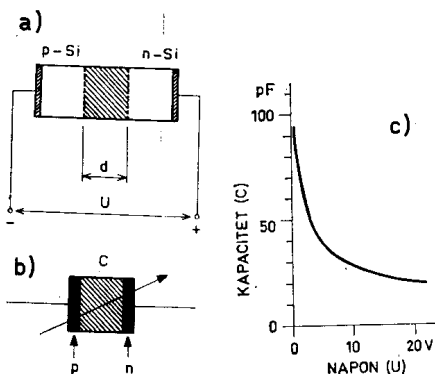 a)
p-Si n-Si
d
U
- +
b)
C
p n
c)
pF
100
50
0
KAPACITET (C)
0 10 20 V
NAPON (U)